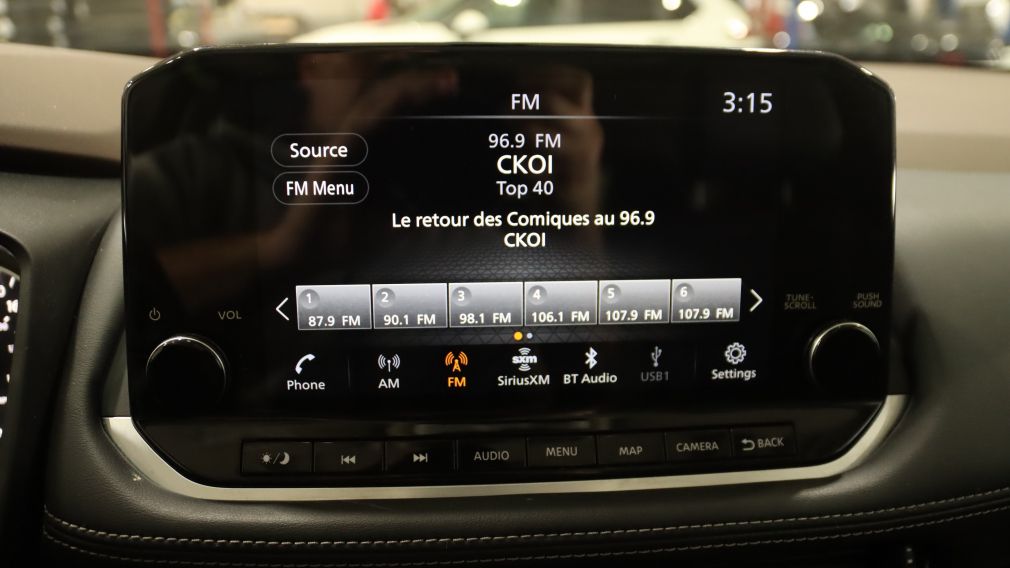 FM
3:15
Source
96.9 FM
CKOI
FM Menu
Top 40
Le retour des Comiques au 96.9
CKOI
1 2 3 4 5 6
87.9 FM 90.1 FM 98.1 FM 106.1 FM 107.9 FM 107.9 FM
VOL
TUNE-SCROLL
PUSH SOUND
Phone AM FM SiriusXM BT Audio USB1 Settings
sxm
AUDIO MENU MAP CAMERA BACK